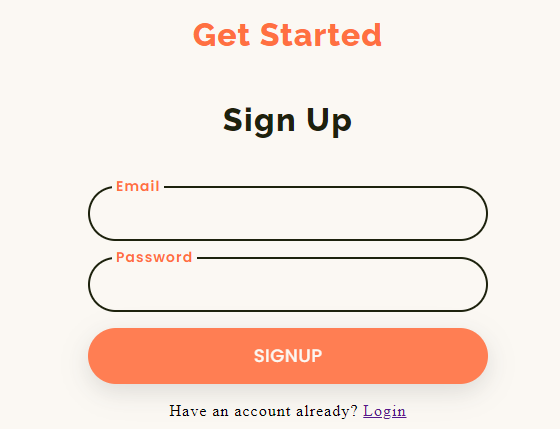 Get Started
Sign Up
Email
Password
SIGNUP
Have an account already? Login